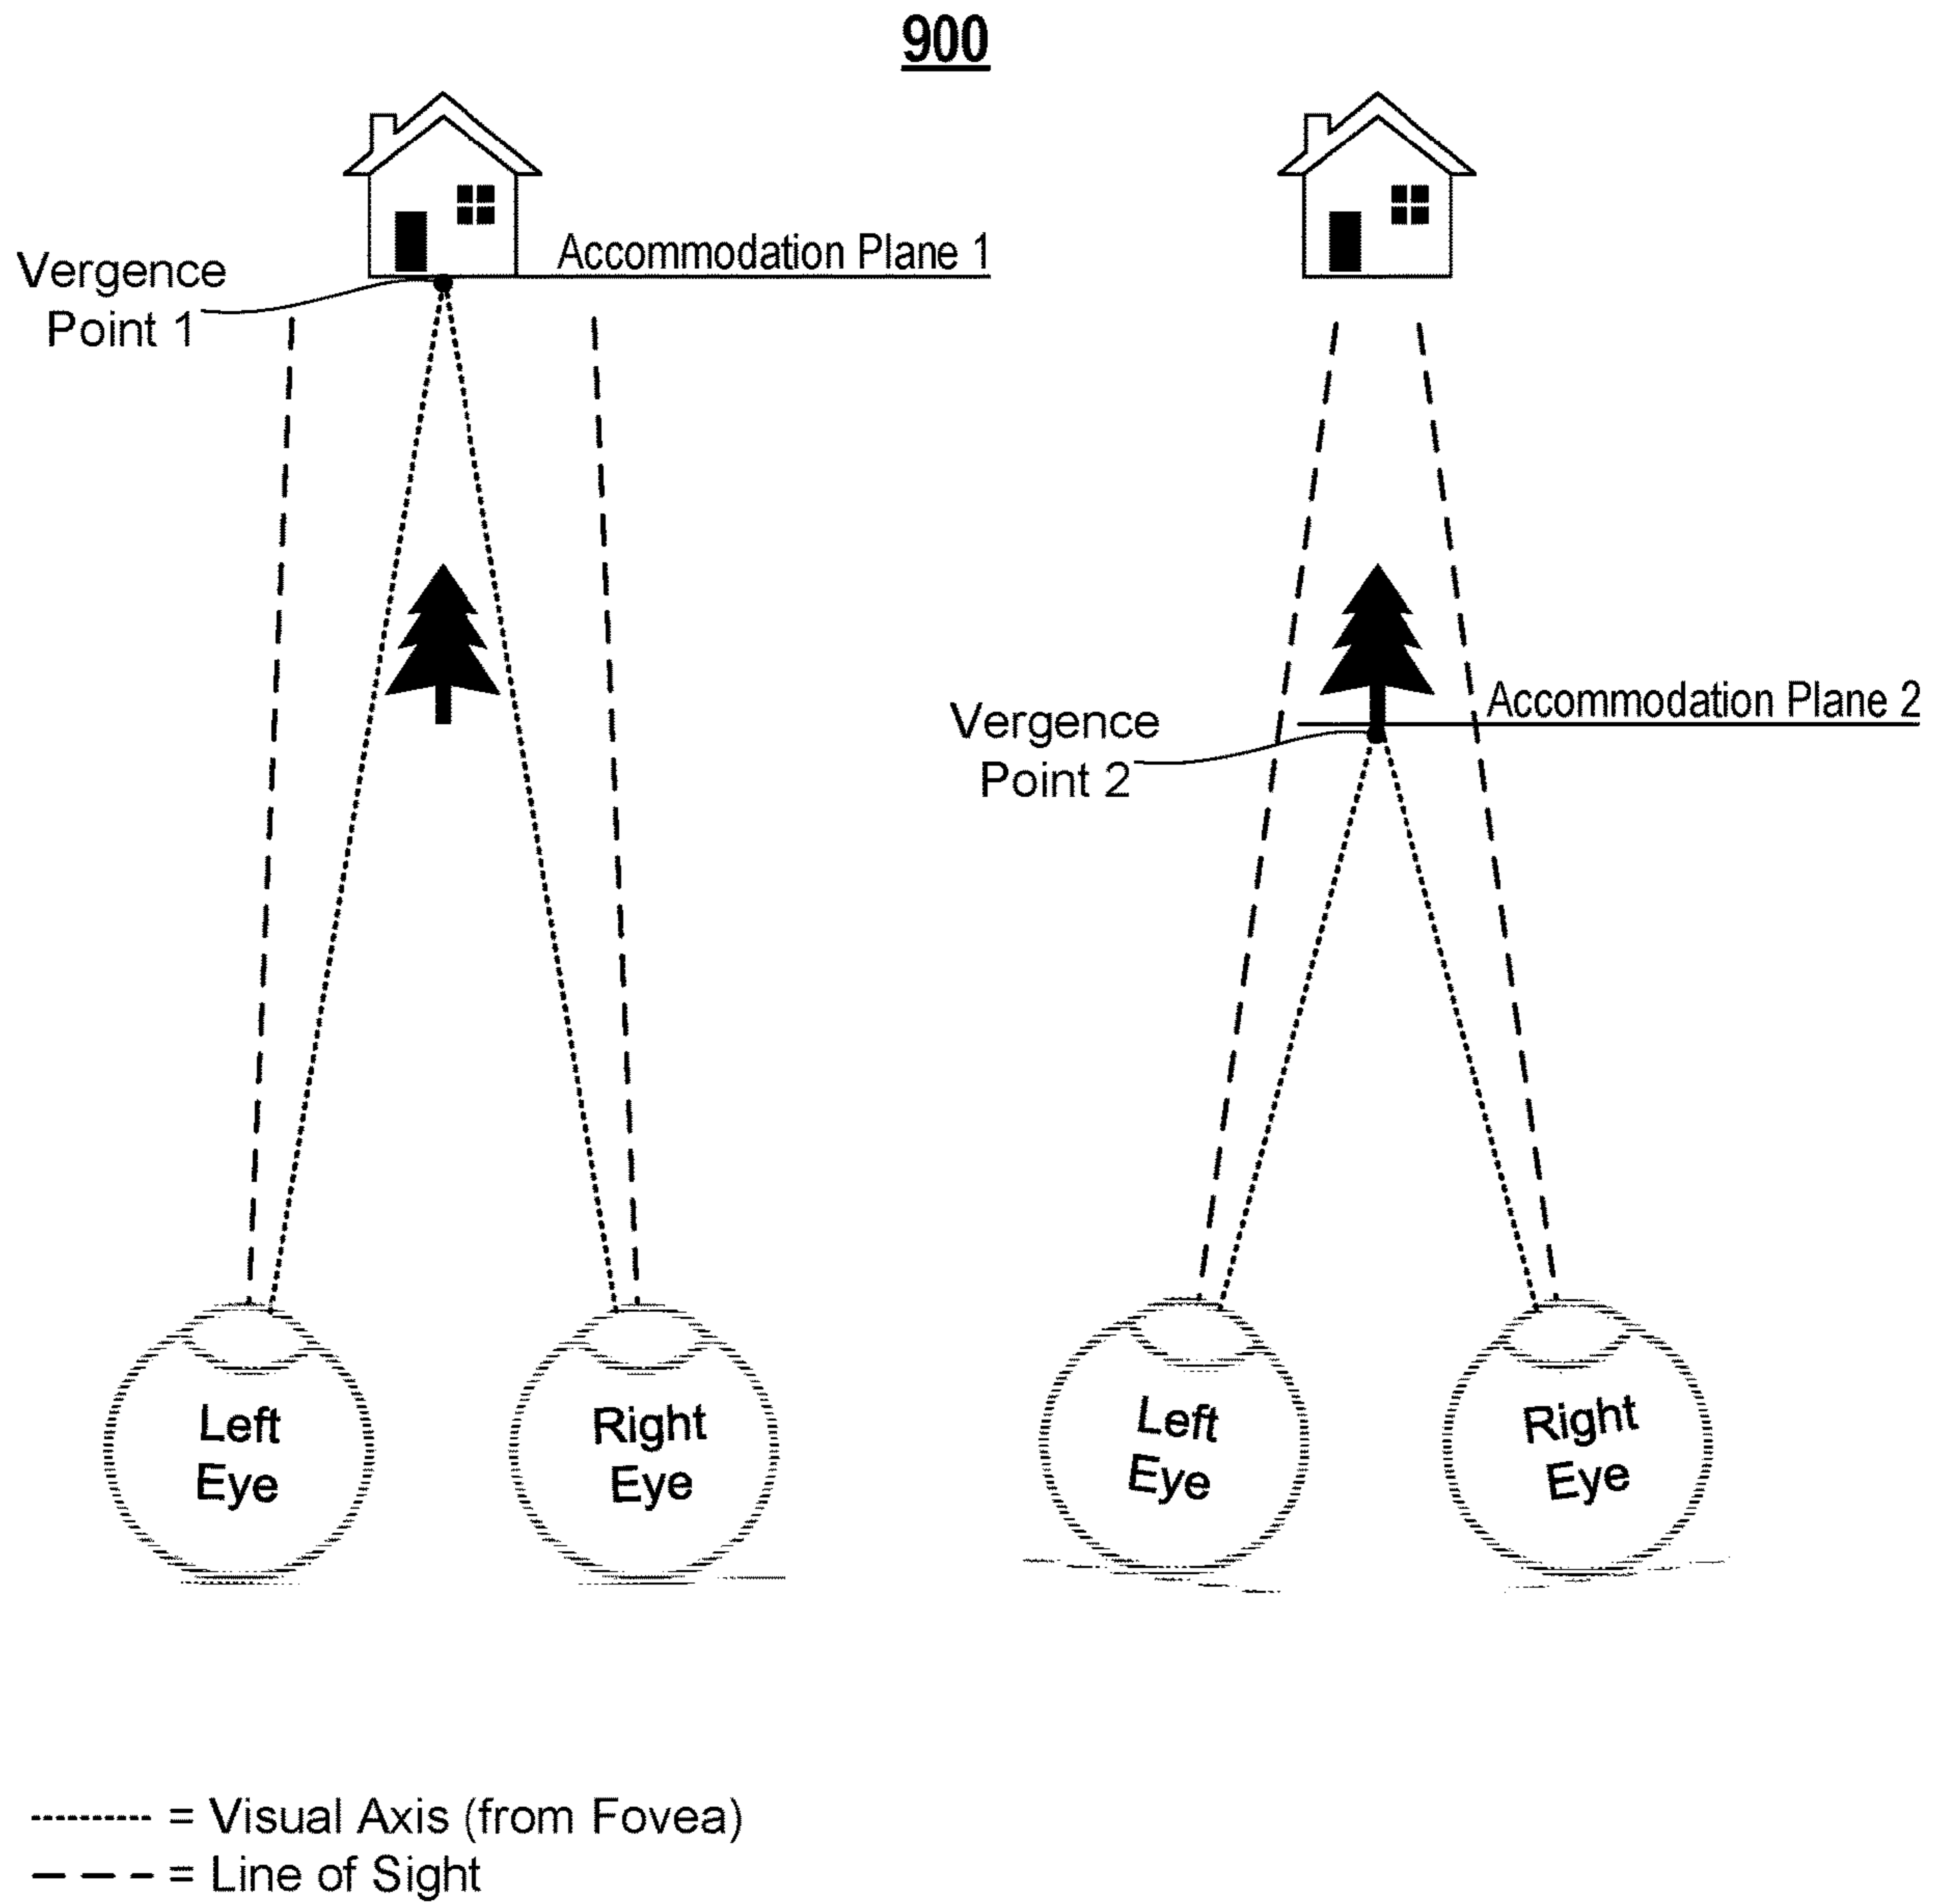 900
Accommodation Plane 1
Vergence
Point 1
Accommodation Plane 2
Vergence
Point 2
Left
Eye
Right
Eye
Left
Eye
Right
Eye
= Visual Axis (from Fovea)
= Line of Sight